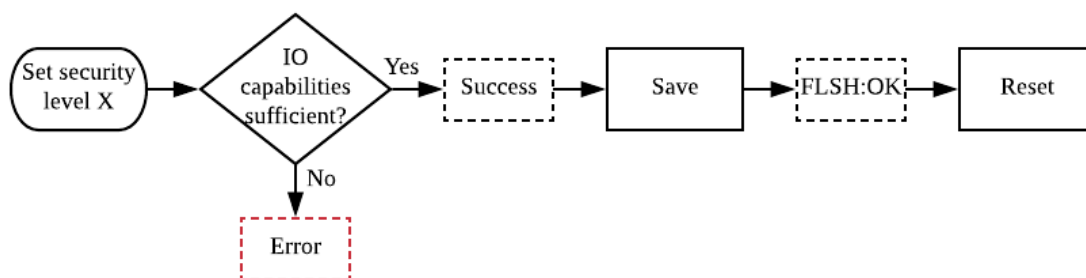 Set security
level X
IO
capabilities
sufficient?
Yes
Success
Save
FLSH:OK
Reset
No
Error